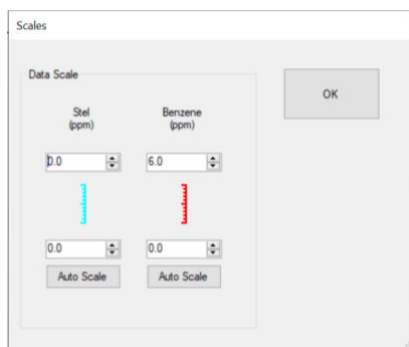 Scales
Data Scale
Stel
(ppm)
Benzene
(ppm)
OK
0.0
6.0
0.0
0.0
Auto Scale
Auto Scale